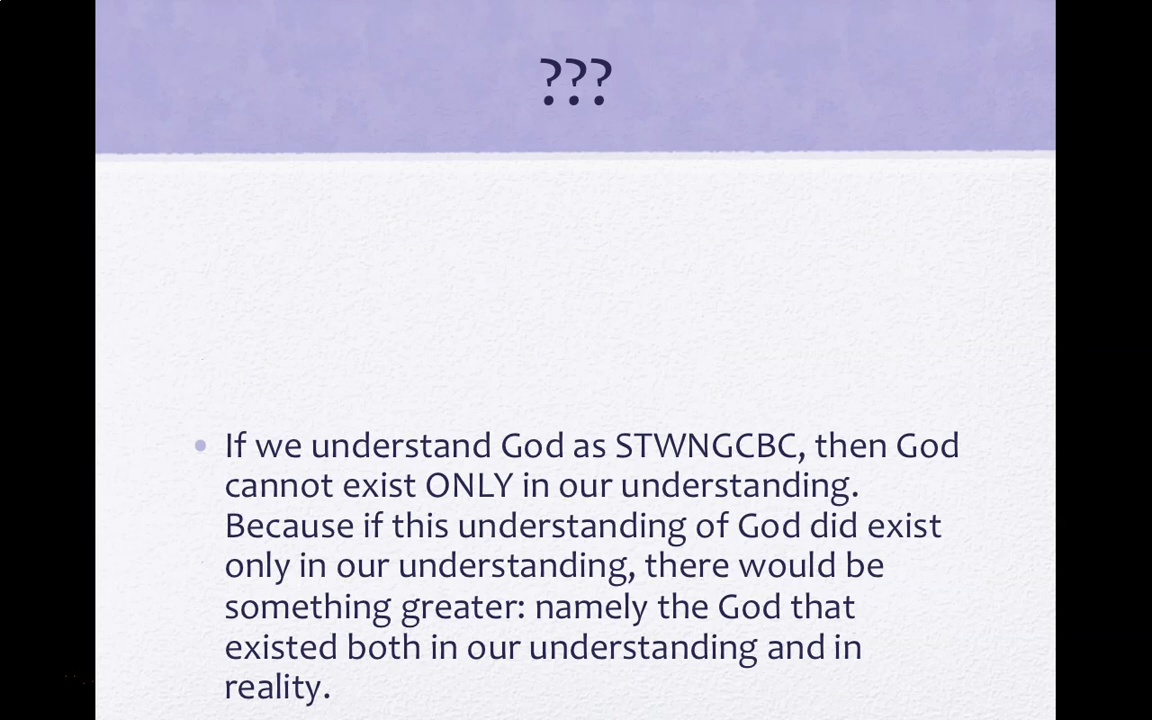 ???
If we understand God as STWNGCBC, then God
cannot exist ONLY in our understanding.
Because if this understanding of God did exist
only in our understanding, there would be
something greater: namely the God that
existed both in our understanding and in
reality.